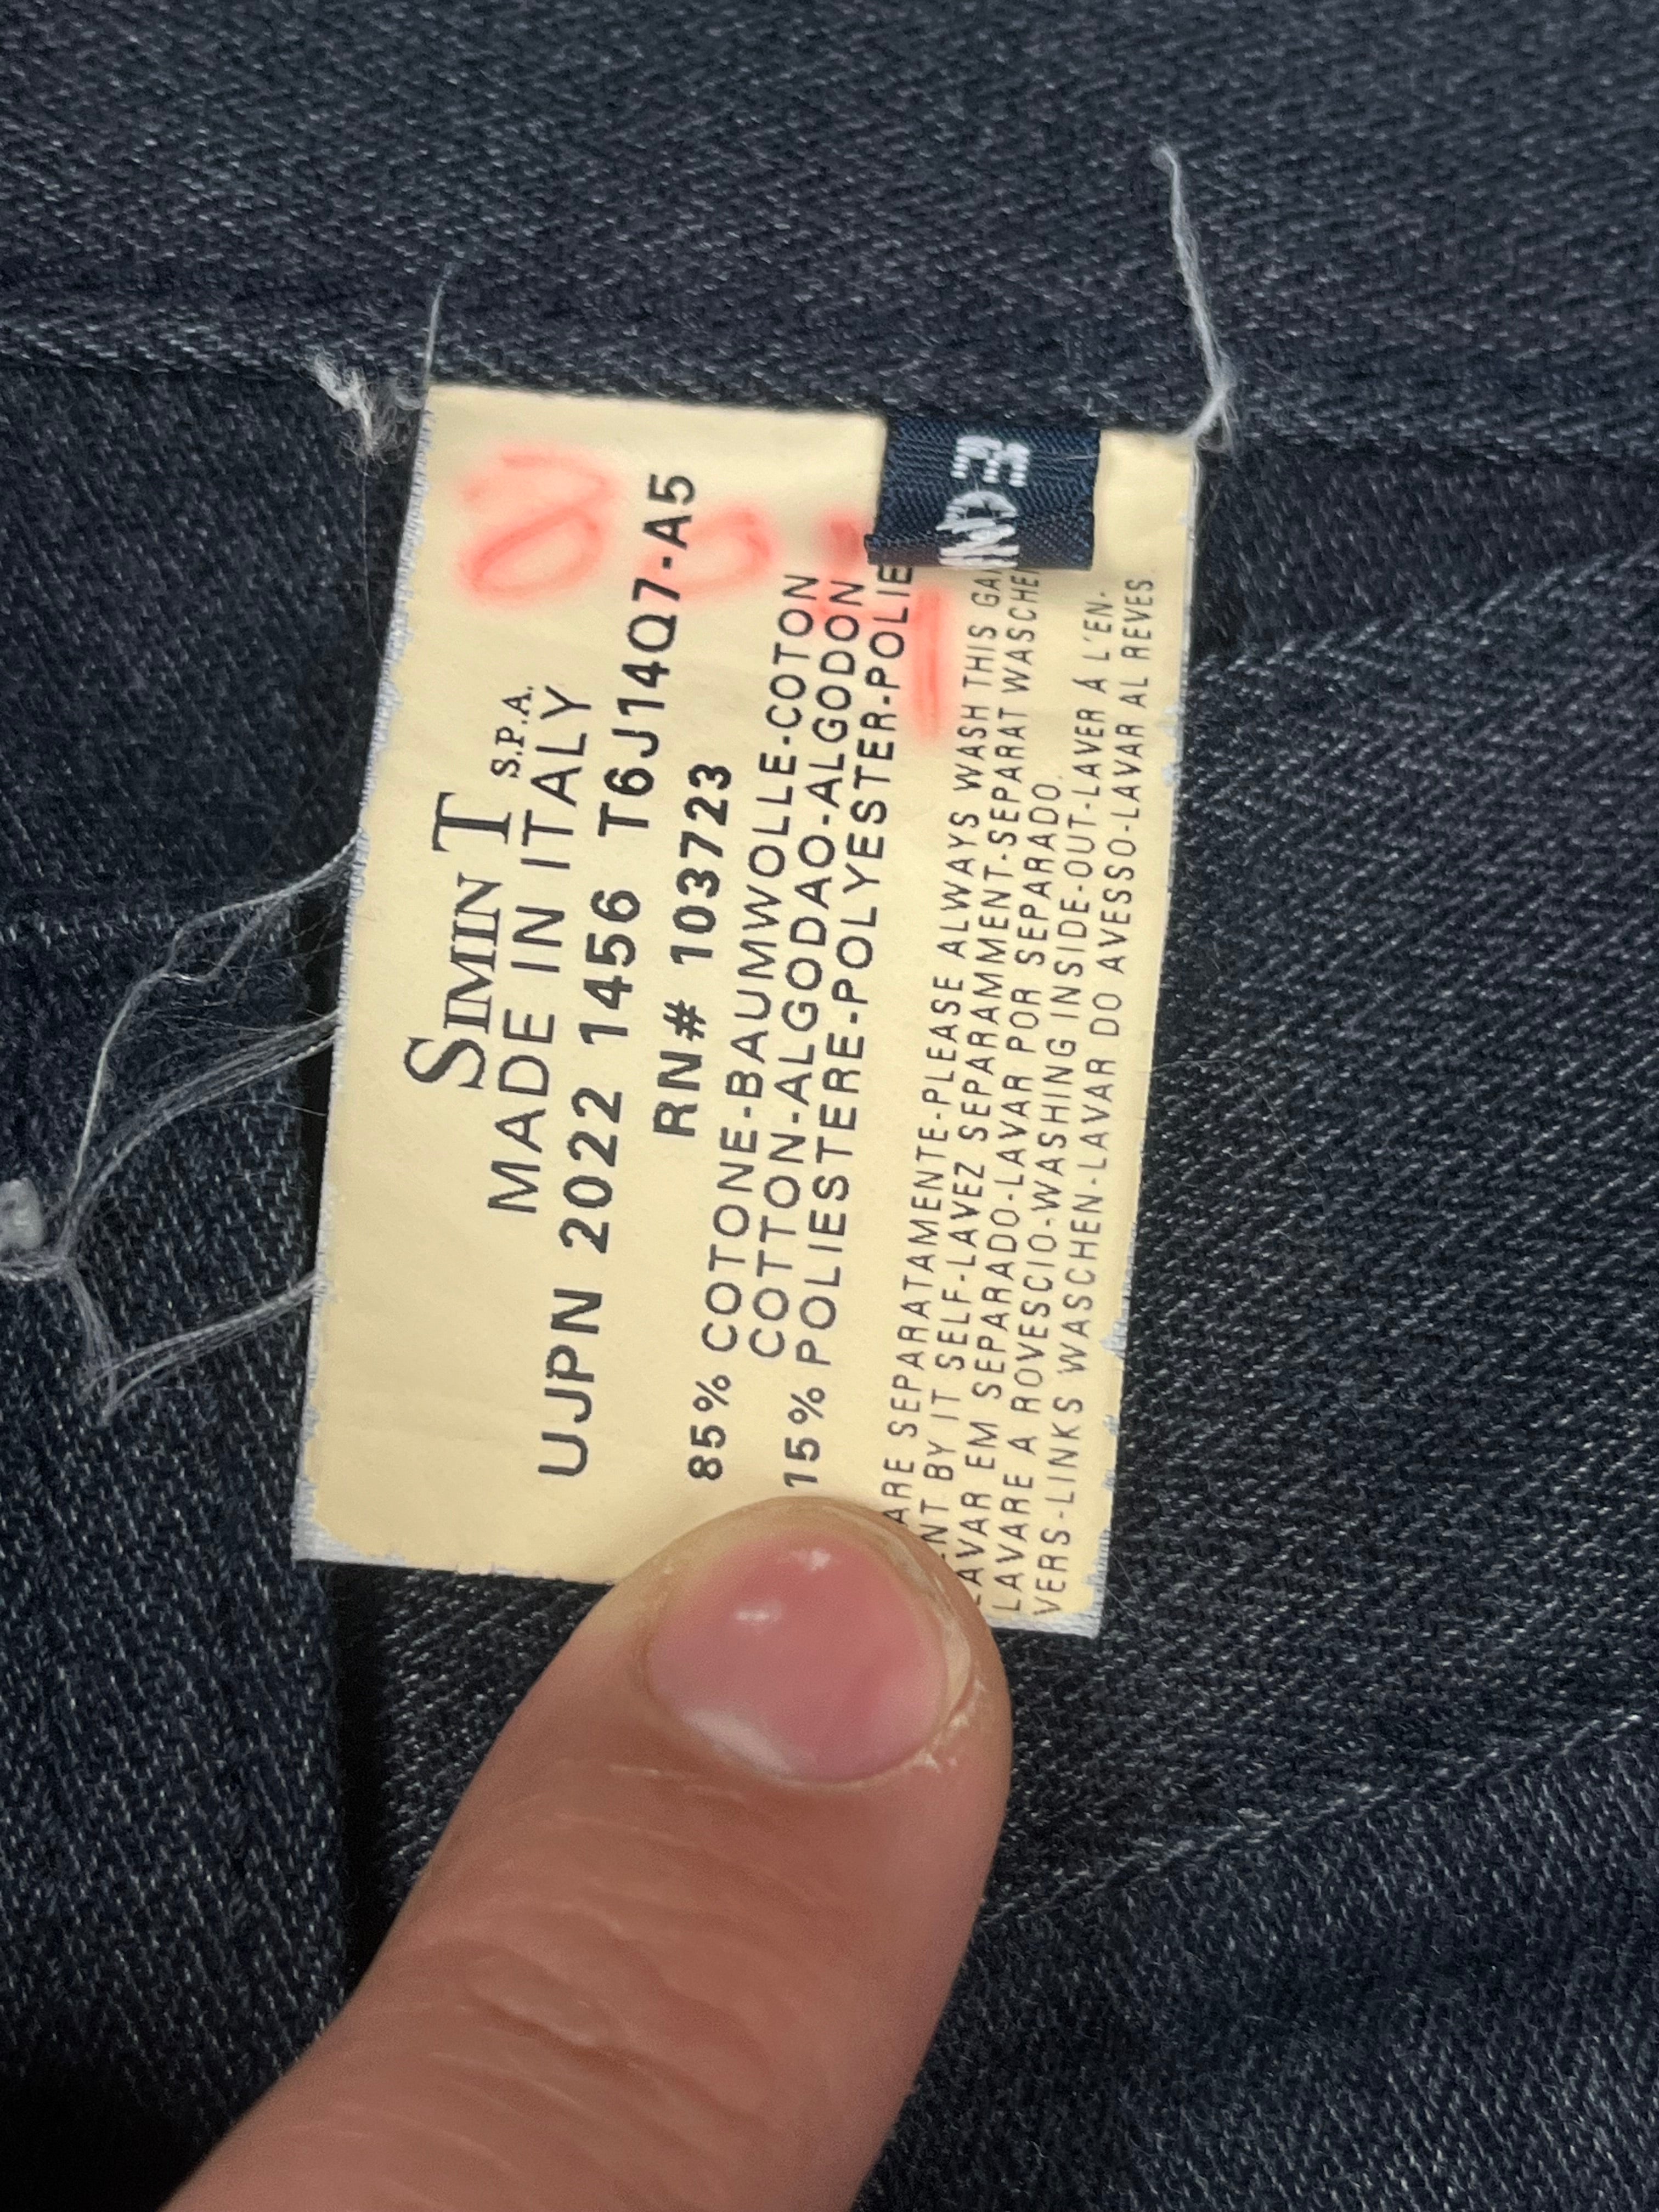 SIMINT S.P.A.
MADE IN ITALY
UJPN 2022 1456 T6J14Q7-A5
RN# 103723
85% COTONE-BAUMWOLLE-COTON
COTTON-ALGODAO-ALGODON
15% POLIESTERE-POLYESTER-POLIE
ARE SEPARATAMENTE-PLEASE ALWAYS WASH THIS GA
ENT BY IT SELF-LAVEZ SEPARAMMENT-SEPARAT WASCHEN
LAVAR EM SEPARADO-LAVAR POR SEPARADO.
LAVARE A ROVESCIO-WASHING INSIDE-OUT-LAVER Á L'EN-
VERS-LINKS WASCHEN-LAVAR DO AVESSO-LAVAR AL REVES